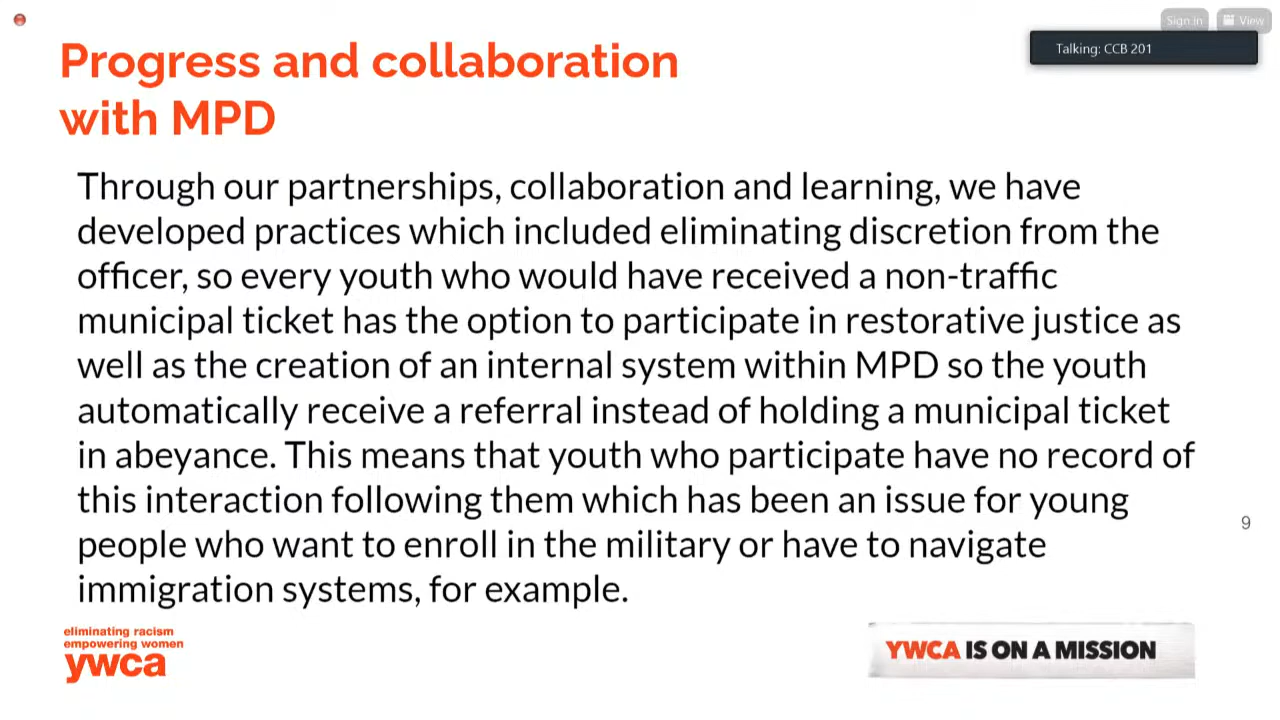 Sign in
View
Talking: CCB 201
Progress and collaboration
with MPD
Through our partnerships, collaboration and learning, we have
developed practices which included eliminating discretion from the
officer, so every youth who would have received a non-traffic
municipal ticket has the option to participate in restorative justice as
well as the creation of an internal system within MPD so the youth
automatically receive a referral instead of holding a municipal ticket
in abeyance. This means that youth who participate have no record of
this interaction following them which has been an issue for young
people who want to enroll in the military or have to navigate
immigration systems, for example.
9
eliminating racism
empowering women
ywca
YWCA IS ON A MISSION